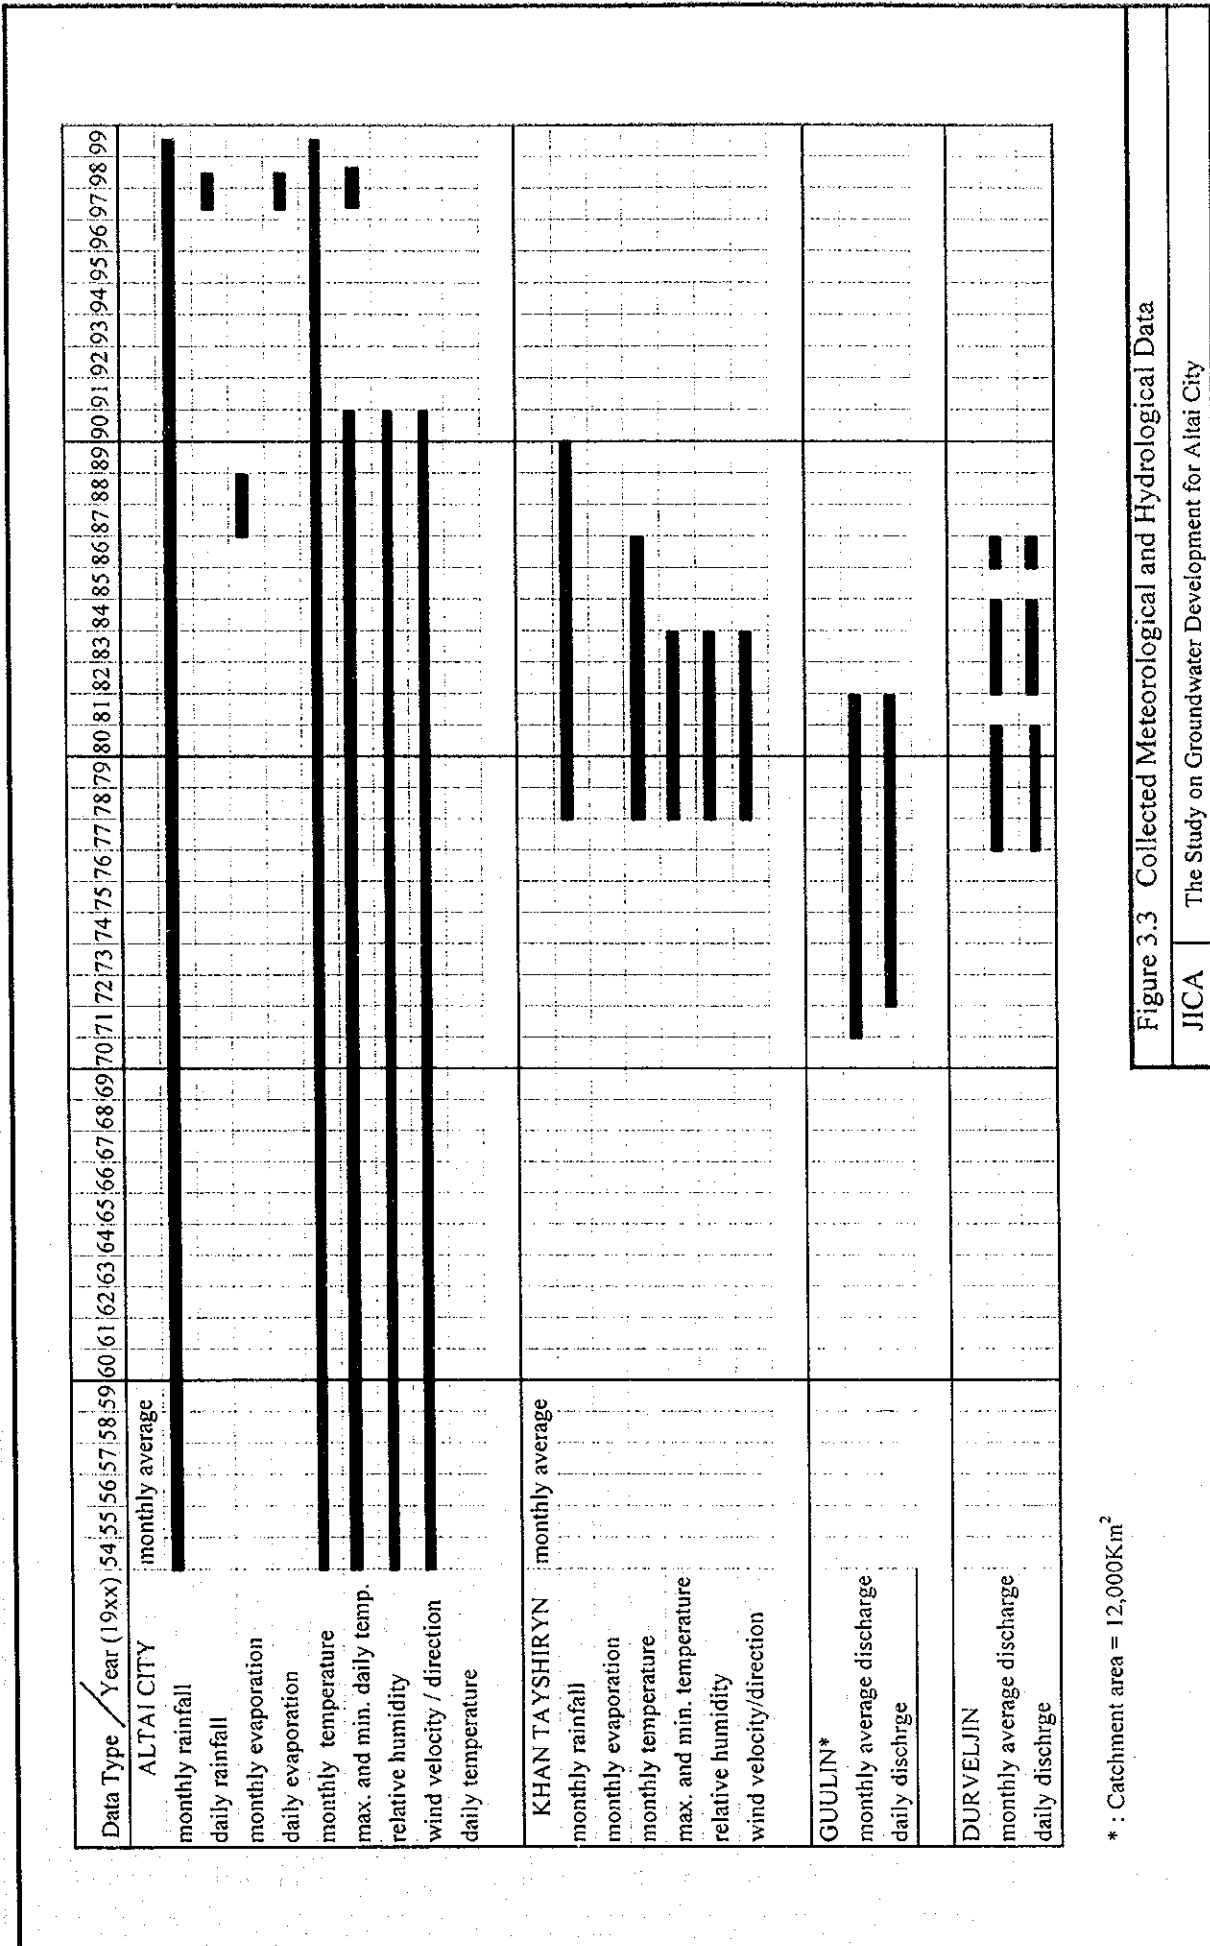 Data Type / Year (19xx) 54 55 56 57 58 59 60 61 62 63 64 65 66 67 68 69 70 71 72 73 74 75 76 77 78 79 80 81 82 83 84 85 86 87 88 89 90 91 92 93 94 95 96 97 98 99
ALTAI CITY monthly average
monthly rainfall
daily rainfall
monthly evaporation
daily evaporation
monthly temperature
max. and min. daily temp.
relative humidity
wind velocity / direction
daily temperature
KHAN TAYSHIRYN monthly average
monthly rainfall
monthly evaporation
monthly temperature
max. and min. temperature
relative humidity
wind velocity/direction
GUULIN*
monthly average discharge
daily dischrge
DURVELJIN
monthly average discharge
daily dischrge
* : Catchment area = 12,000Km²
Figure 3.3 Collected Meteorological and Hydrological Data
JICA The Study on Groundwater Development for Altai City